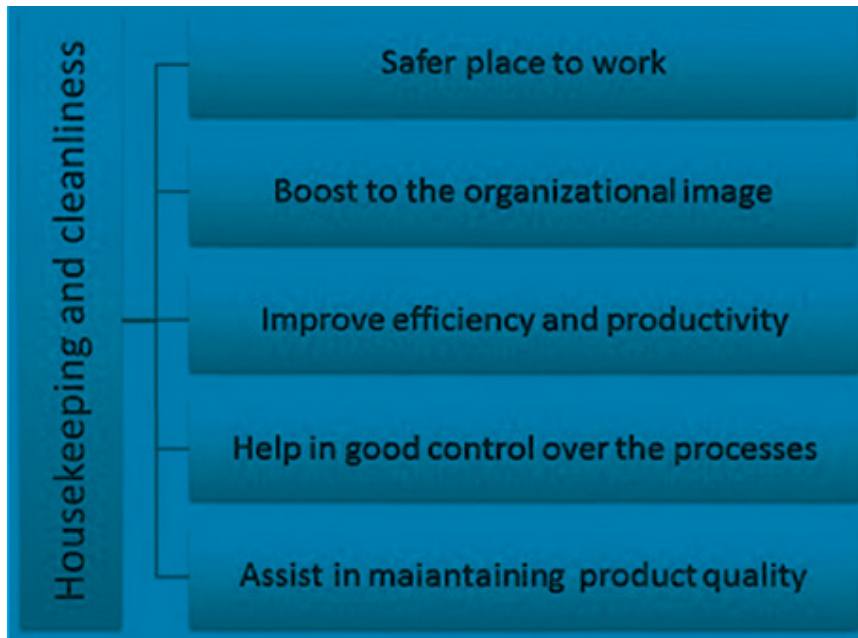 Housekeeping and cleanliness
Safer place to work
Boost to the organizational image
Improve efficiency and productivity
Help in good control over the processes
Assist in maiantaining product quality